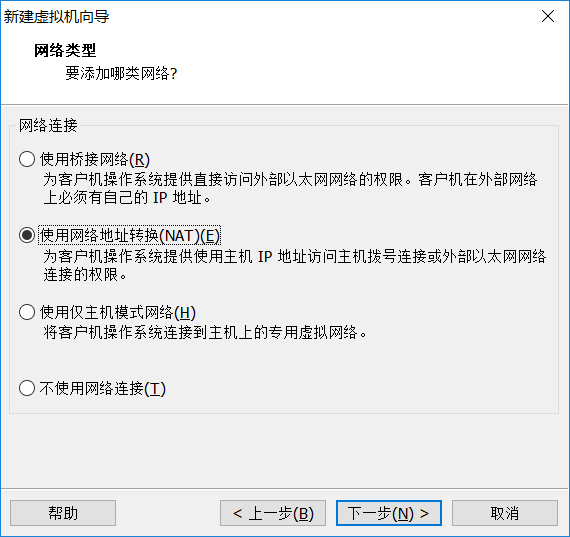 新建虚拟机向导
网络类型
要添加哪类网络?
网络连接
使用桥接网络(R)
为客户机操作系统提供直接访问外部以太网网络的权限。客户机在外部网络
上必须有自己的 IP 地址。
使用网络地址转换(NAT)(E)
为客户机操作系统提供使用主机 IP 地址访问主机拨号连接或外部以太网网络
连接的权限。
使用仅主机模式网络(H)
将客户机操作系统连接到主机上的专用虚拟网络。
不使用网络连接(T)
帮助
< 上一步(B)
下一步(N) >
取消